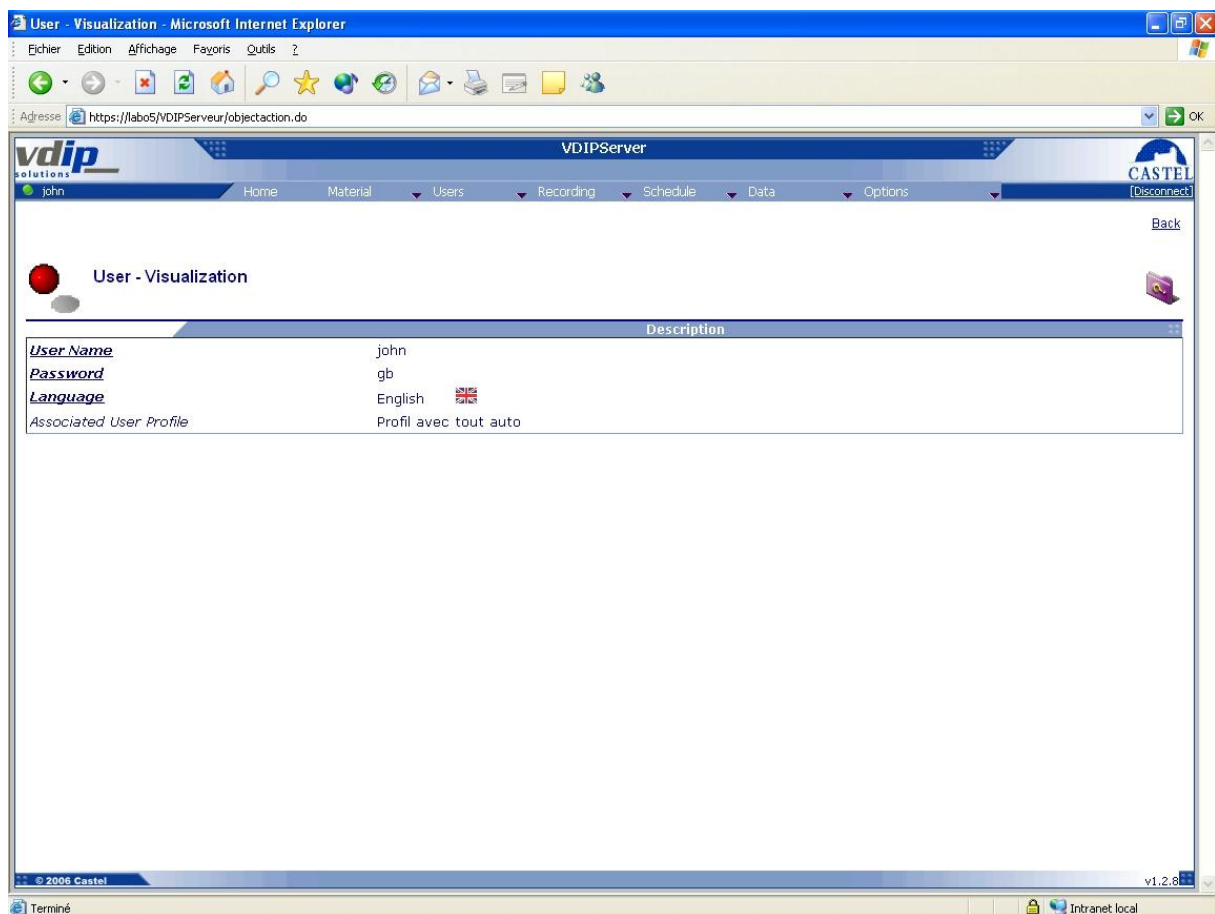 User - Visualization - Microsoft Internet Explorer
Fichier Edition Affichage Favoris Outils ?
Adresse https://labo5/VDIPServeur/objectaction.do OK
vdip solutions VDIPServer CASTEL
john Home Material Users Recording Schedule Data Options [Disconnect]
Back
User - Visualization
Description
User Name john
Password gb
Language English
Associated User Profile Profil avec tout auto
© 2006 Castel v1.2.8
Terminé Intranet local